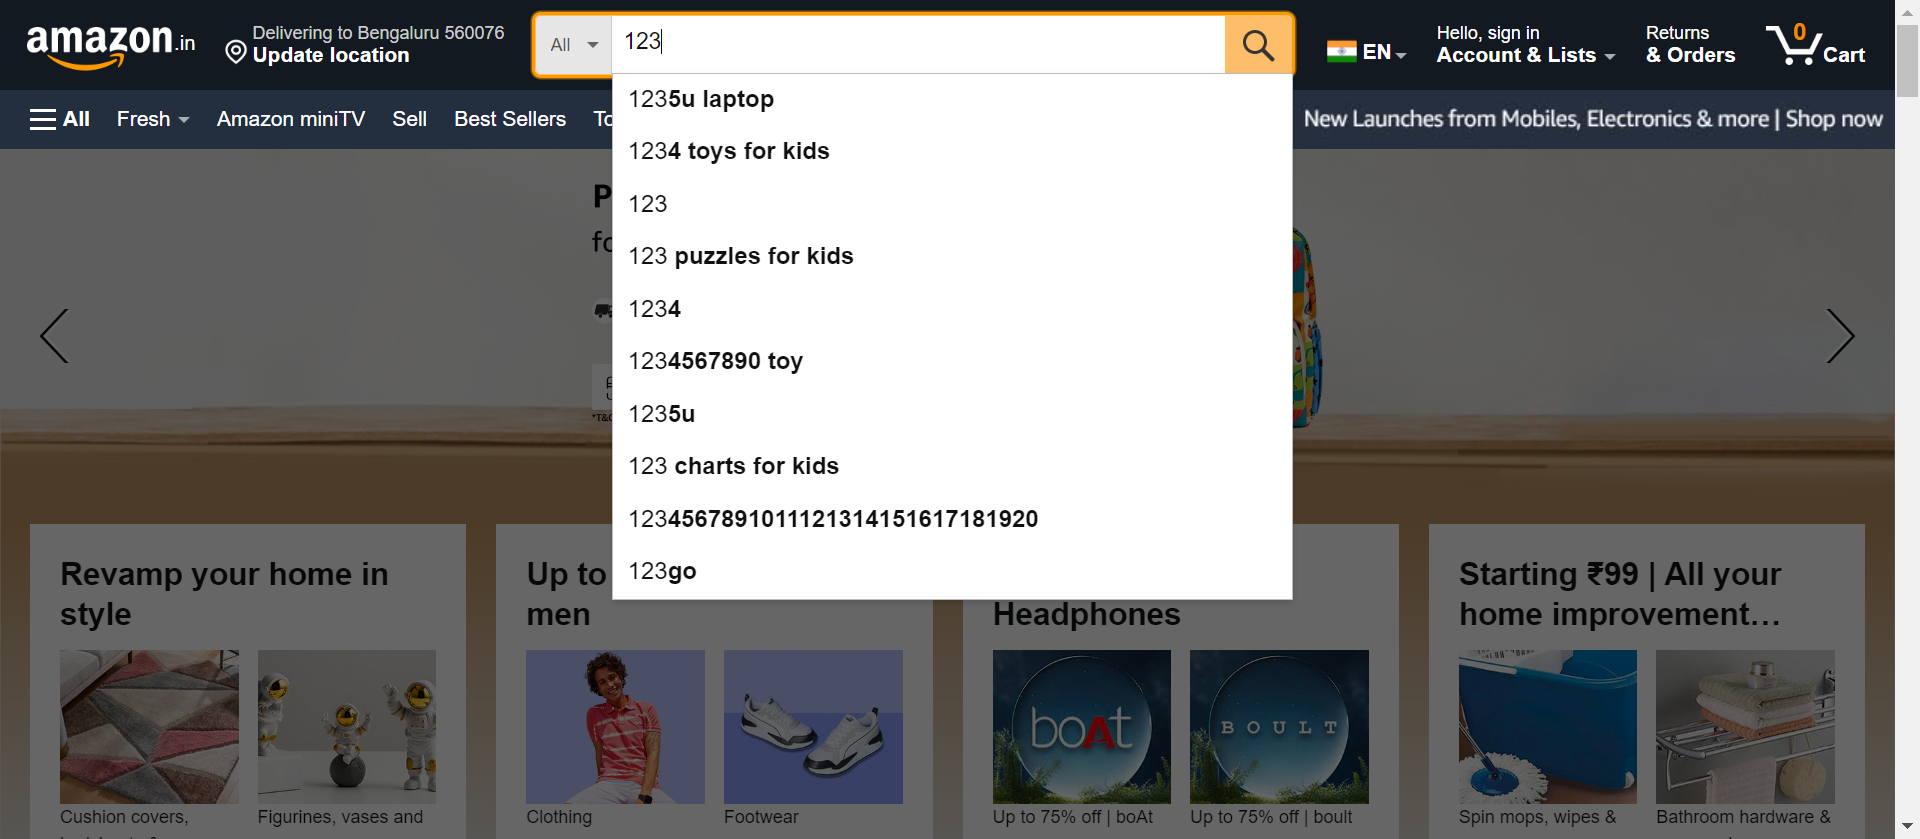 amazon.in
Delivering to Bengaluru 560076
Update location
All
123
EN
Hello, sign in
Account & Lists
Returns
& Orders
0
Cart
All
Fresh
Amazon miniTV
Sell
Best Sellers
New Launches from Mobiles, Electronics & more | Shop now
1235u laptop
1234 toys for kids
123
123 puzzles for kids
1234
1234567890 toy
1235u
123 charts for kids
1234567891011121314151617181920
123go
*T&C
Revamp your home in
style
Cushion covers,
Figurines, vases and
Up to
men
Clothing
Footwear
Headphones
boAt
BOULT
Up to 75% off | boAt
Up to 75% off | boult
Starting ₹99 | All your
home improvement…
Spin mops, wipes &
Bathroom hardware &